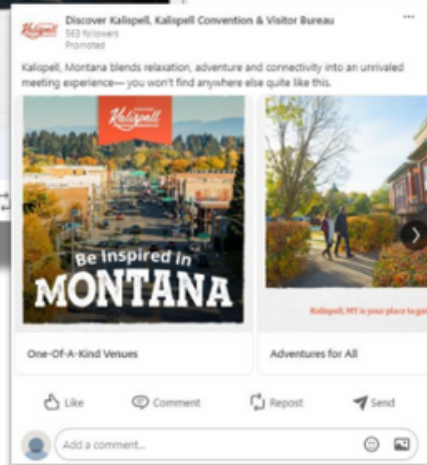 Discover Kalispell, Kalispell Convention & Visitor Bureau
563 followers
Promoted
Kalispell, Montana blends relaxation, adventure and connectivity into an unrivaled
meeting experience— you won't find anywhere else quite like this.
Kalispell
Kalispell
Be Inspired in
MONTANA
Kalispell, MT is your place to
One-Of-A-Kind Venues
Adventures for All
Like
Comment
Repost
Send
Add a comment...